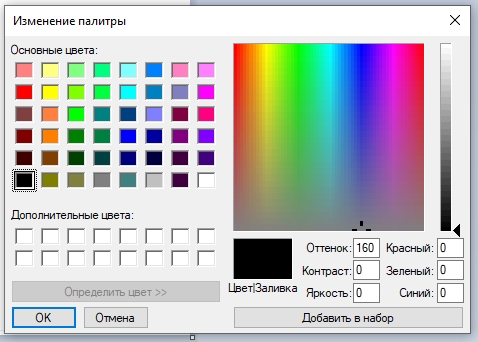 Изменение палитры
Основные цвета:
Дополнительные цвета:
Определить цвет >>
OK
Отмена
Цвет|Заливка
Оттенок: 160
Контраст: 0
Яркость: 0
Красный: 0
Зеленый: 0
Синий: 0
Добавить в набор